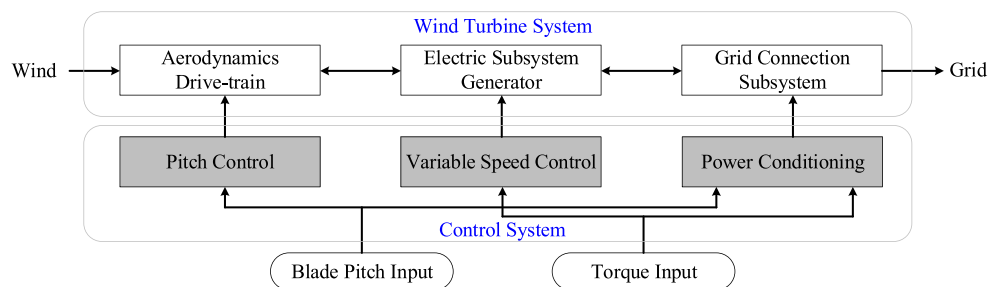 Wind Turbine System
Wind
Aerodynamics
Drive-train
Electric Subsystem
Generator
Grid Connection
Subsystem
Grid
Pitch Control
Variable Speed Control
Power Conditioning
Control System
Blade Pitch Input
Torque Input